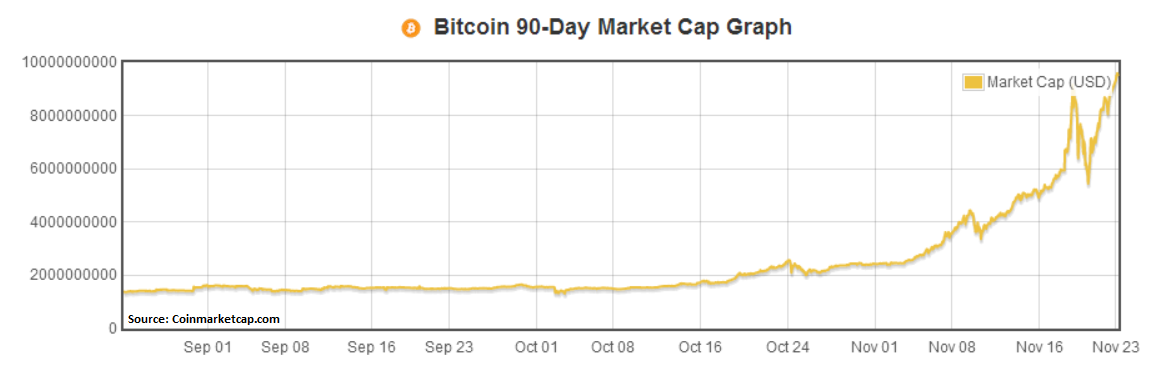 Bitcoin 90-Day Market Cap Graph
10000000000
Market Cap (USD)
8000000000
6000000000
4000000000
2000000000
Source: Coinmarketcap.com
0
Sep 01 Sep 08 Sep 16 Sep 23 Oct 01 Oct 08 Oct 16 Oct 24 Nov 01 Nov 08 Nov 16 Nov 23